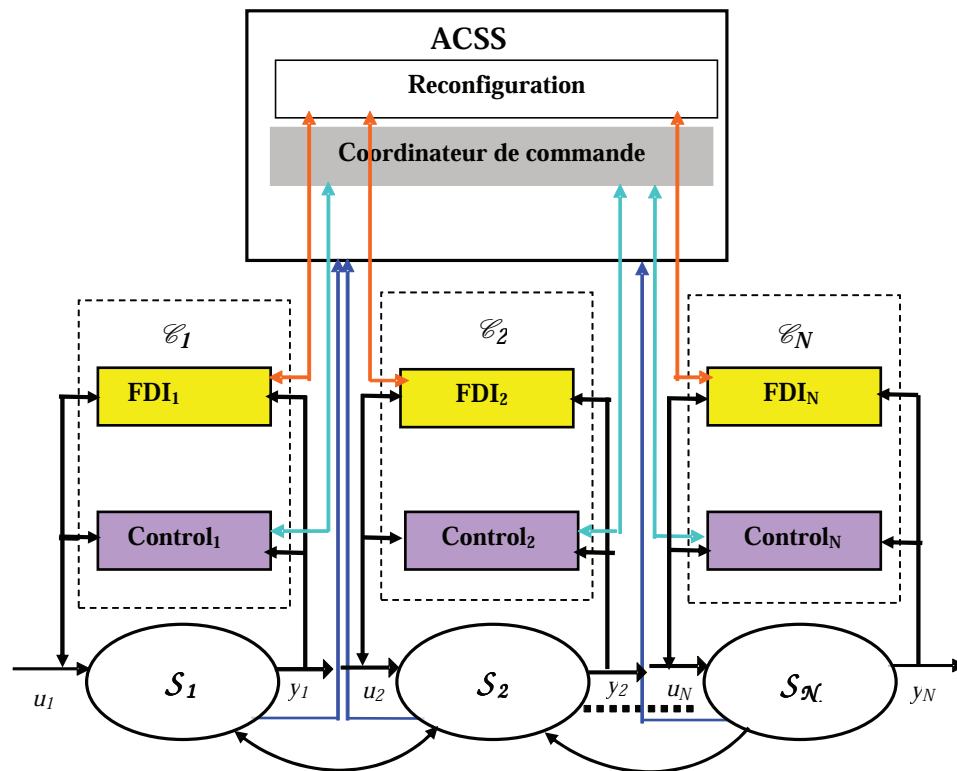 ACSS
Reconfiguration
Coordinateur de commande
𝒞1 𝒞2 𝒞N
FDI1 FDI2 FDIN
Control1 Control2 ControlN
u1 S1 y1 u2 S2 y2 uN SN yN